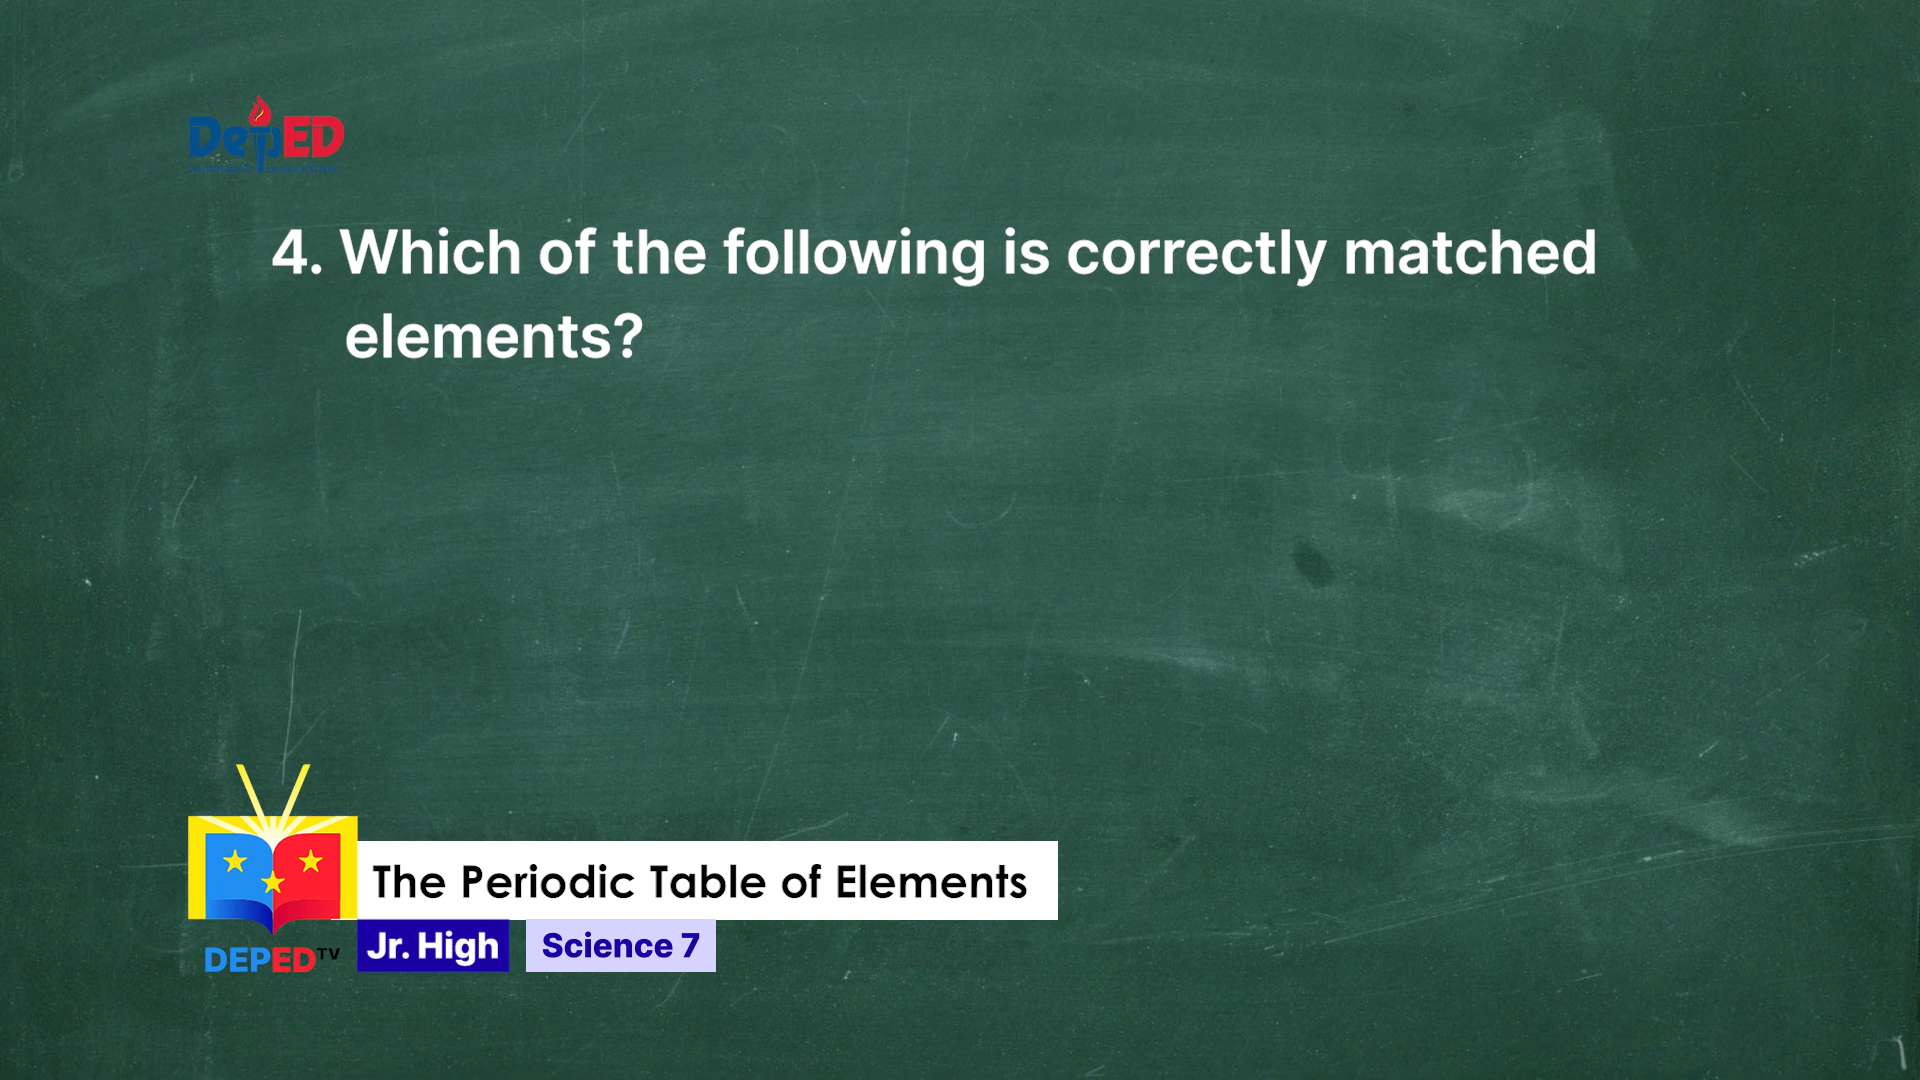 DepED
4. Which of the following is correctly matched
elements?
The Periodic Table of Elements
DEPED TV
Jr. High
Science 7